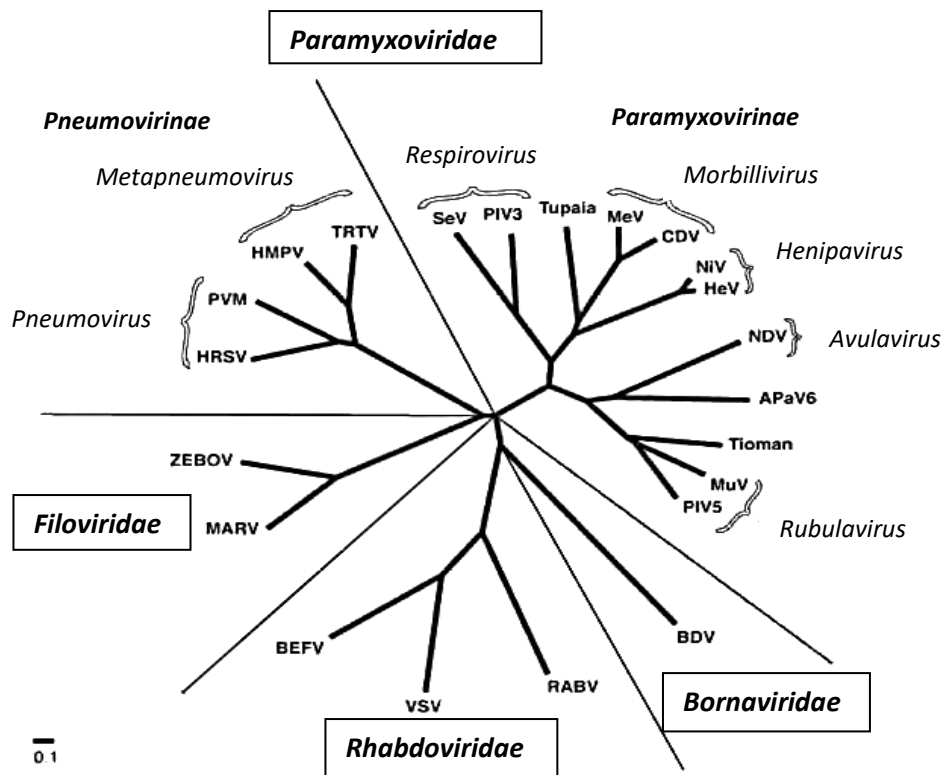 Paramyxoviridae
Pneumovirinae
Paramyxovirinae
Respirovirus
Metapneumovirus
Morbillivirus
SeV
PIV3
Tupaia
MeV
TRTV
CDV
HMPV
Henipavirus
NiV
HeV
PVM
Pneumovirus
NDV
Avulavirus
HRSV
APaV6
Tioman
ZEBOV
MuV
PIV5
Filoviridae
MARV
Rubulavirus
BDV
BEFV
RABV
VSV
Bornaviridae
Rhabdoviridae
0.1